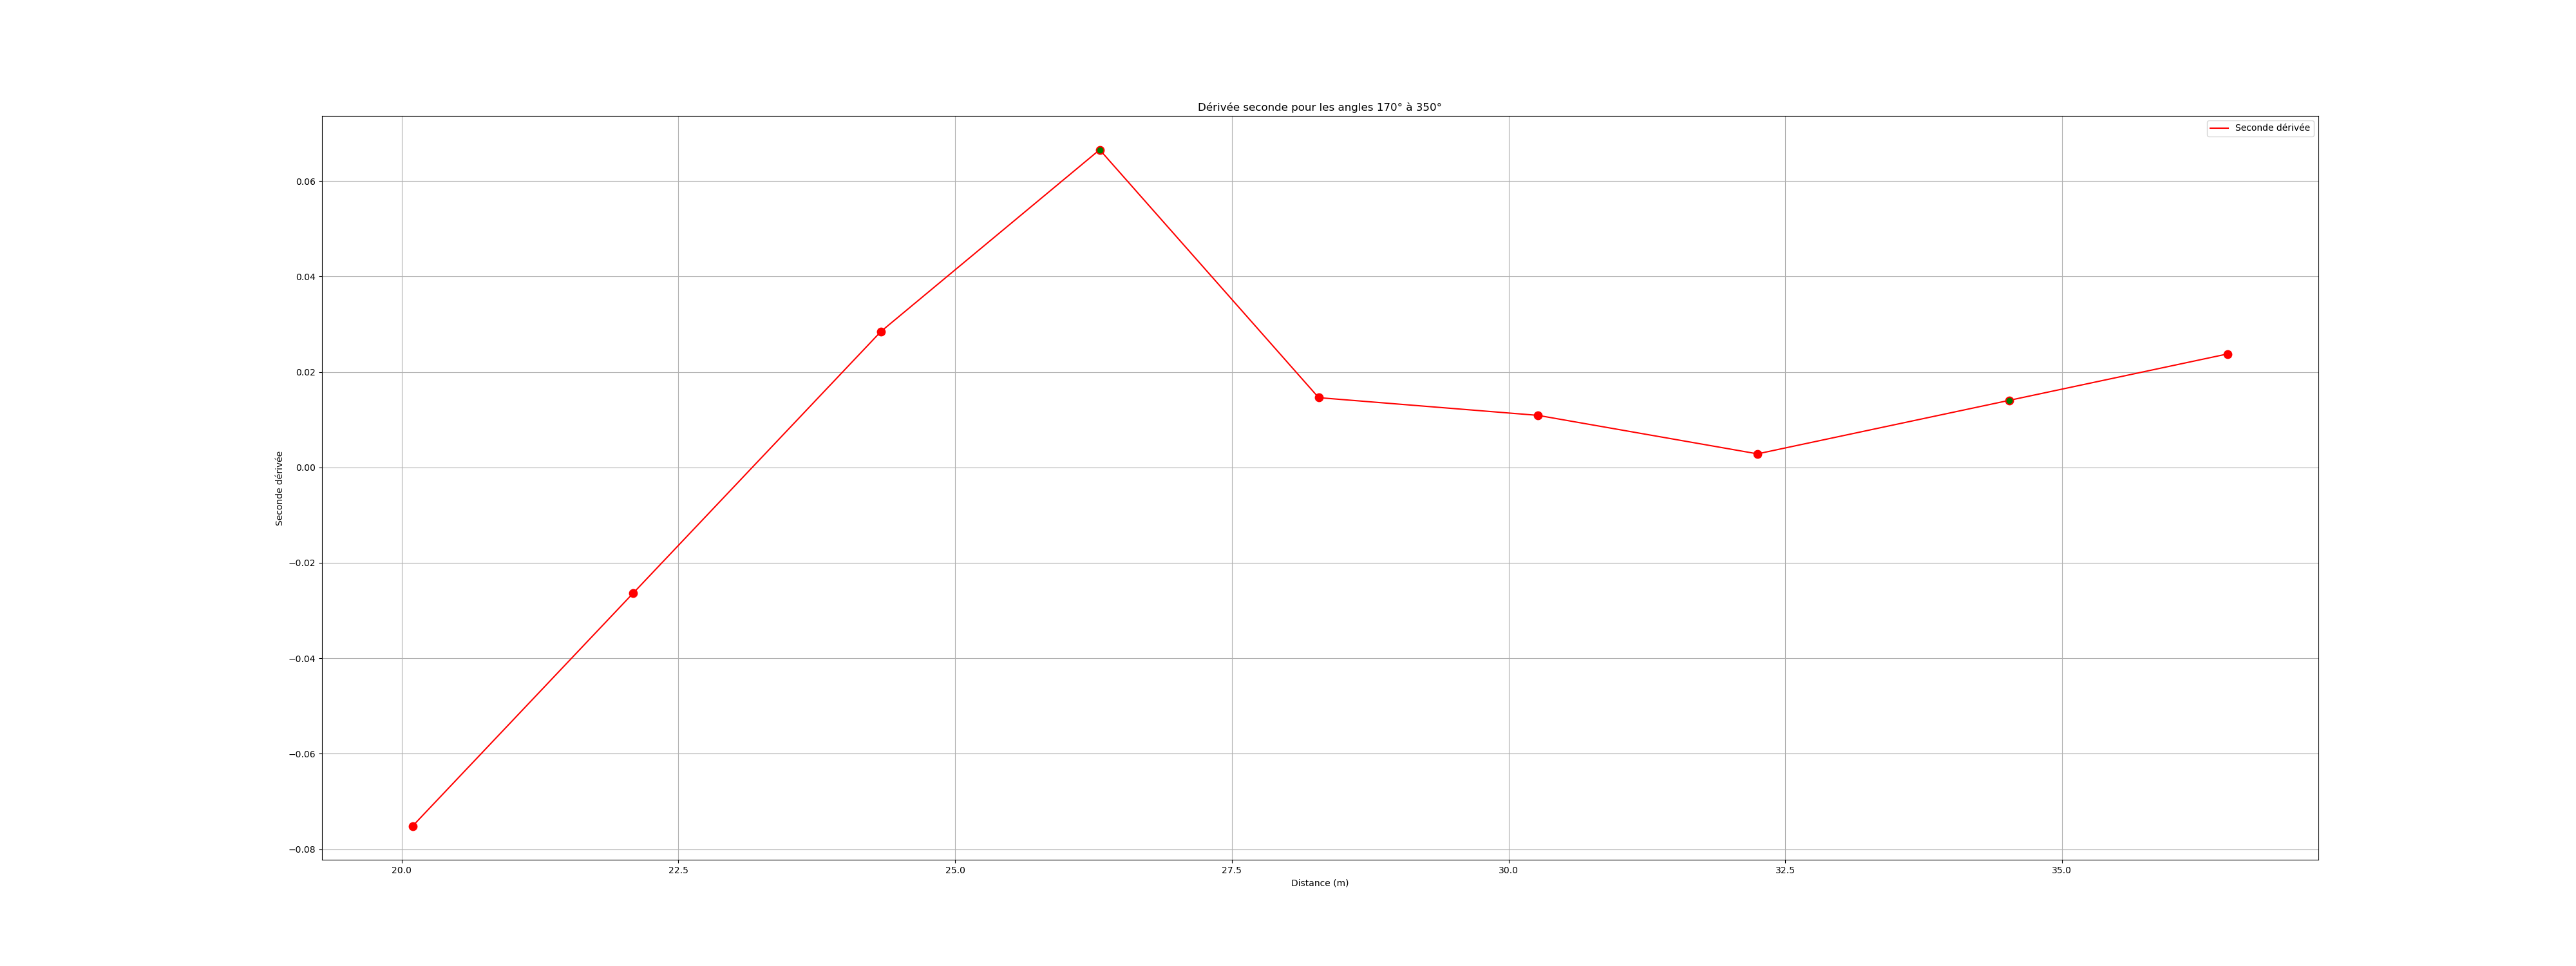 Dérivée seconde pour les angles 170° à 350°
Seconde dérivée
0.06
0.04
0.02
0.00
−0.02
−0.04
−0.06
−0.08
Seconde dérivée
20.0 22.5 25.0 27.5 30.0 32.5 35.0
Distance (m)